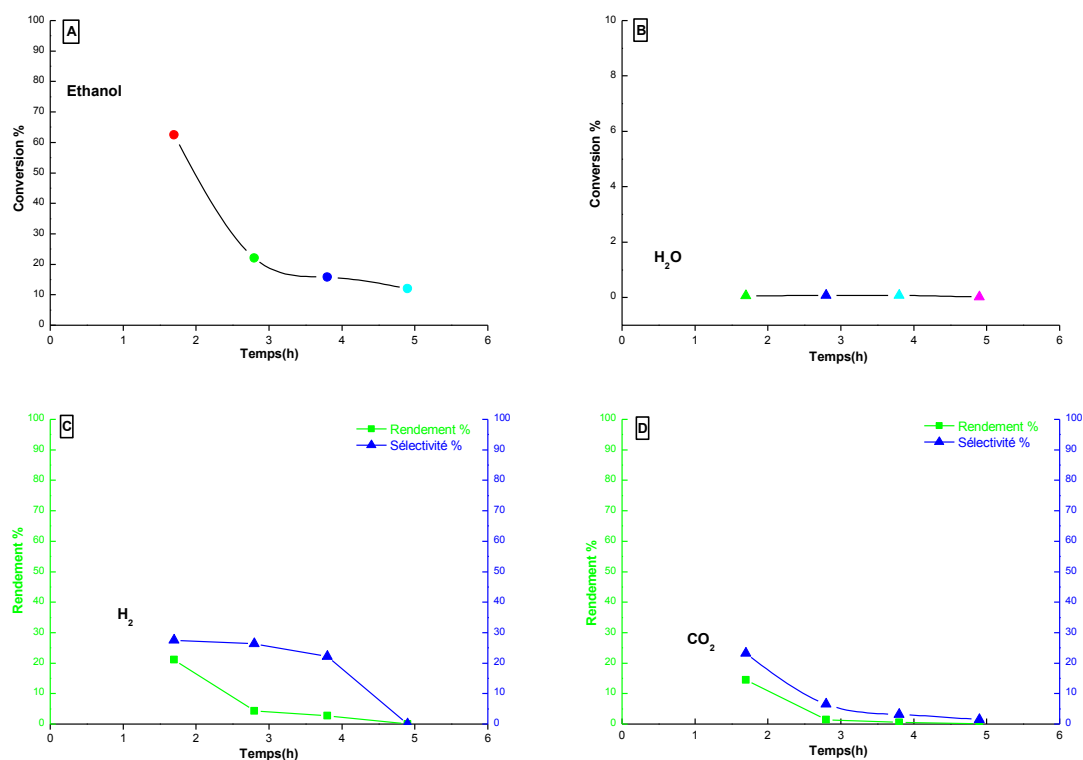 A
Ethanol
Conversion %
100
90
80
70
60
50
40
30
20
10
0
0 1 2 3 4 5 6
Temps(h)
B
H₂O
Conversion %
10
8
6
4
2
0
0 1 2 3 4 5 6
Temps(h)
C
Rendement %
Sélectivité %
H₂
Rendement %
100
90
80
70
60
50
40
30
20
10
0
100
90
80
70
60
50
40
30
20
10
0
0 1 2 3 4 5 6
Temps(h)
D
Rendement %
Sélectivité %
CO₂
Rendement %
100
90
80
70
60
50
40
30
20
10
0
100
90
80
70
60
50
40
30
20
10
0
0 1 2 3 4 5 6
Temps(h)